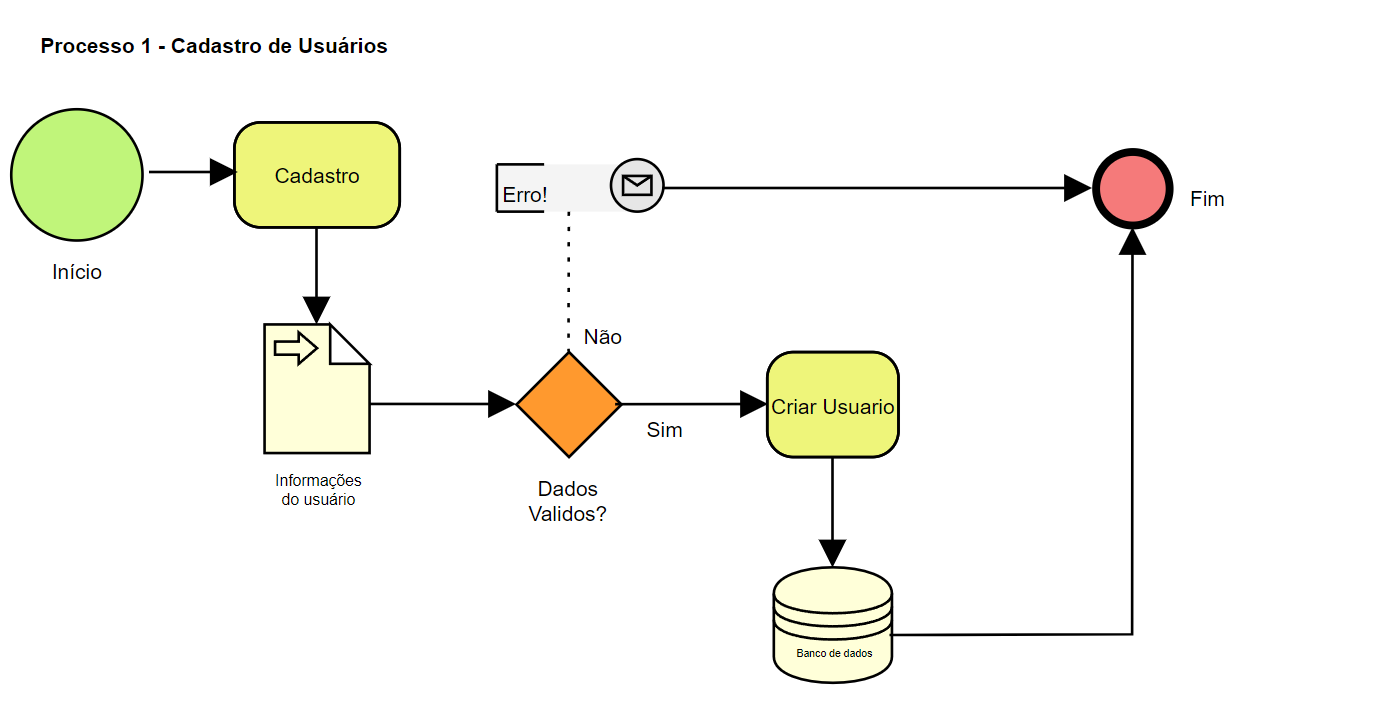 Processo 1 - Cadastro de Usuários
Cadastro
Início
Erro!
Fim
Não
Informações
do usuário
Dados
Validos?
Sim
Criar Usuario
Banco de dados